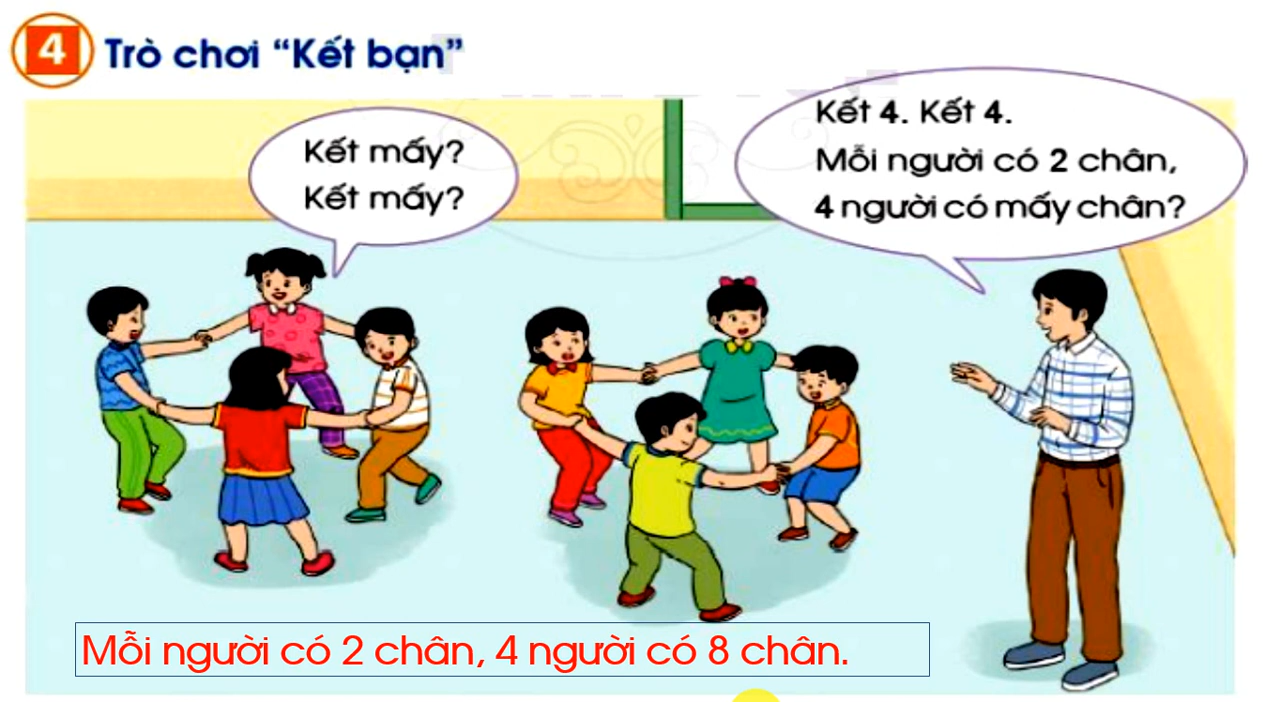 4 Trò chơi “Kết bạn”
Kết mấy?
Kết mấy?
Kết 4. Kết 4.
Mỗi người có 2 chân,
4 người có mấy chân?
Mỗi người có 2 chân, 4 người có 8 chân.